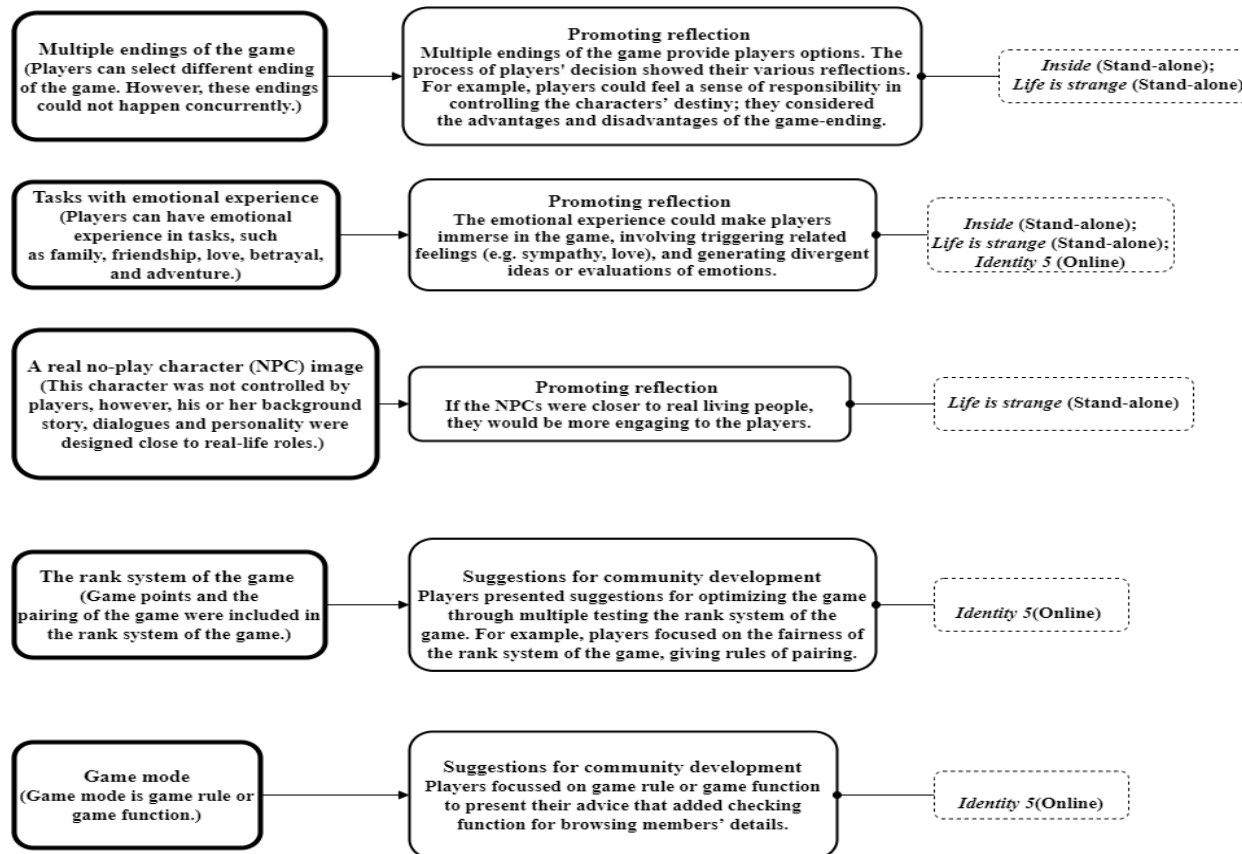 Multiple endings of the game
(Players can select different ending
of the game. However, these endings
could not happen concurrently.)
Promoting reflection
Multiple endings of the game provide players options. The
process of players' decision showed their various reflections.
For example, players could feel a sense of responsibility in
controlling the characters' destiny; they considered
the advantages and disadvantages of the game-ending.
Inside (Stand-alone);
Life is strange (Stand-alone)
Tasks with emotional experience
(Players can have emotional
experience in tasks, such
as family, friendship, love, betrayal,
and adventure.)
Promoting reflection
The emotional experience could make players
immerse in the game, involving triggering related
feelings (e.g. sympathy, love), and generating divergent
ideas or evaluations of emotions.
Inside (Stand-alone);
Life is strange (Stand-alone);
Identity 5 (Online)
A real no-play character (NPC) image
(This character was not controlled by
players, however, his or her background
story, dialogues and personality were
designed close to real-life roles.)
Promoting reflection
If the NPCs were closer to real living people,
they would be more engaging to the players.
Life is strange (Stand-alone)
The rank system of the game
(Game points and the
pairing of the game were included in
the rank system of the game.)
Suggestions for community development
Players presented suggestions for optimizing the game
through multiple testing the rank system of the
game. For example, players focused on the fairness of
the rank system of the game, giving rules of pairing.
Identity 5(Online)
Game mode
(Game mode is game rule or
game function.)
Suggestions for community development
Players focussed on game rule or game function
to present their advice that added checking
function for browsing members' details.
Identity 5(Online)